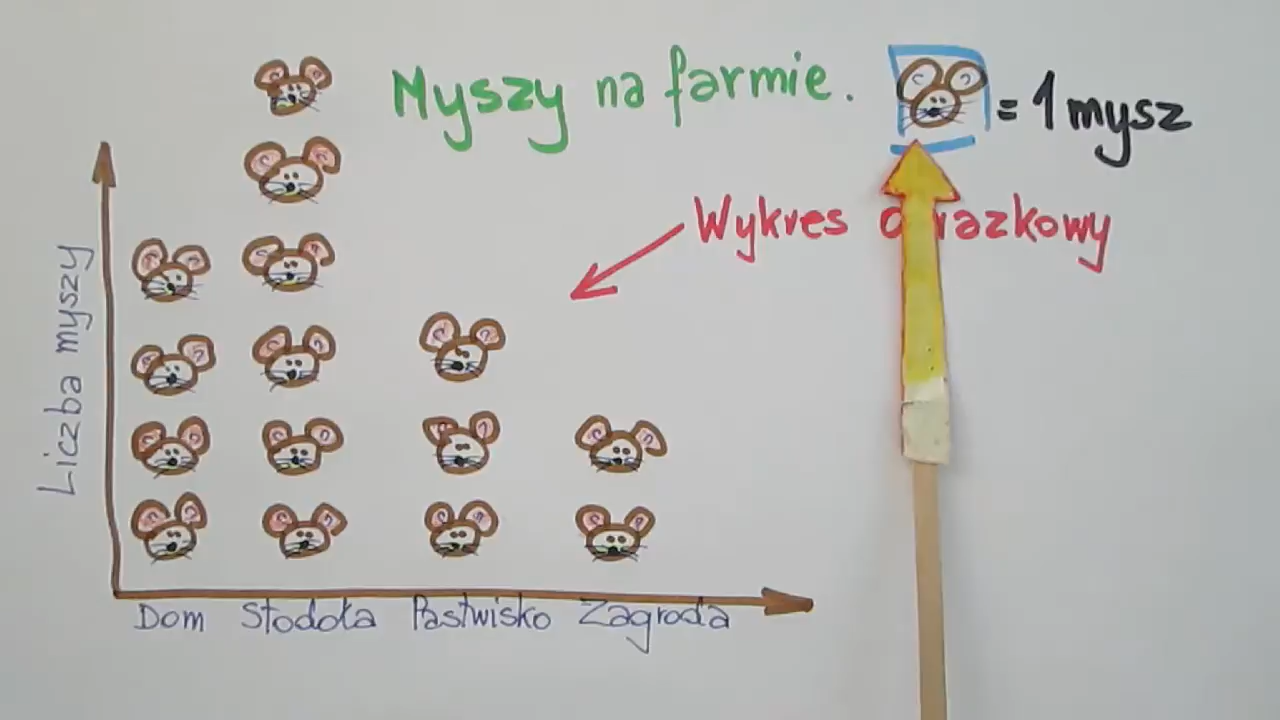 Myszy na farmie.
= 1 mysz
Wykres
Liczba myszy
Dom Stodoła Pastwisko Zagroda